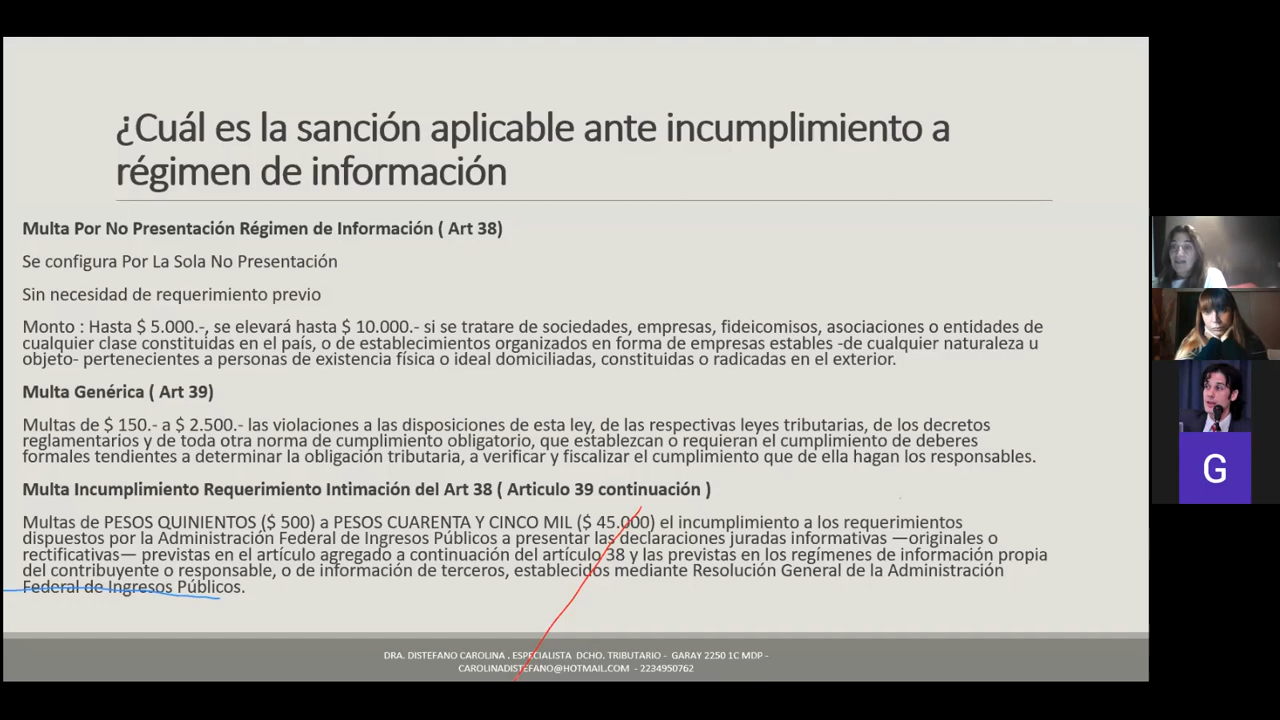 ¿Cuál es la sanción aplicable ante incumplimiento a
régimen de información
Multa Por No Presentación Régimen de Información ( Art 38)
Se configura Por La Sola No Presentación
Sin necesidad de requerimiento previo
Monto : Hasta $ 5.000.-, se elevará hasta $ 10.000.- si se tratare de sociedades, empresas, fideicomisos, asociaciones o entidades de
cualquier clase constituidas en el país, o de establecimientos organizados en forma de empresas estables -de cualquier naturaleza u
objeto- pertenecientes a personas de existencia física o ideal domiciliadas, constituidas o radicadas en el exterior.
Multa Genérica ( Art 39)
Multas de $ 150.- a $ 2.500.- las violaciones a las disposiciones de esta ley, de las respectivas leyes tributarias, de los decretos
reglamentarios y de toda otra norma de cumplimiento obligatorio, que establezcan o requieran el cumplimiento de deberes
formales tendientes a determinar la obligación tributaria, a verificar y fiscalizar el cumplimiento que de ella hagan los responsables.
Multa Incumplimiento Requerimiento Intimación del Art 38 ( Articulo 39 continuación )
Multas de PESOS QUINIENTOS ($ 500) a PESOS CUARENTA Y CINCO MIL ($ 45.000) el incumplimiento a los requerimientos
dispuestos por la Administración Federal de Ingresos Públicos a presentar las declaraciones juradas informativas —originales o
rectificativas— previstas en el artículo agregado a continuación del artículo 38 y las previstas en los regímenes de información propia
del contribuyente o responsable, o de información de terceros, establecidos mediante Resolución General de la Administración
Federal de Ingresos Públicos.
DRA. DISTEFANO CAROLINA . ESPECIALISTA DCHO. TRIBUTARIO - GARAY 2250 1C MDP -
CAROLINADISTEFANO@HOTMAIL.COM - 2234950762
G